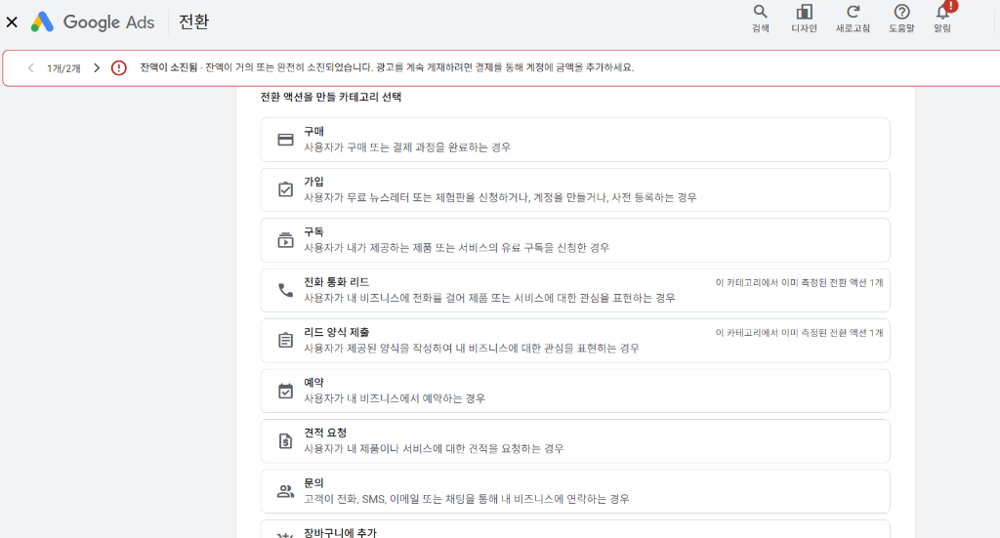 Google Ads
전환
검색
디자인
새로고침
도움말
알림
!
1개/2개
잔액이 소진됨 - 잔액이 거의 또는 완전히 소진되었습니다. 광고를 계속 게재하려면 결제를 통해 계정에 금액을 추가하세요.
전환 액션을 만들 카테고리 선택
구매
사용자가 구매 또는 결제 과정을 완료하는 경우
가입
사용자가 무료 뉴스레터 또는 체험판을 신청하거나, 계정을 만들거나, 사전 등록하는 경우
구독
사용자가 내가 제공하는 제품 또는 서비스의 유료 구독을 신청한 경우
전화 통화 리드
이 카테고리에서 이미 측정된 전환 액션 1개
사용자가 내 비즈니스에 전화를 걸어 제품 또는 서비스에 대한 관심을 표현하는 경우
리드 양식 제출
이 카테고리에서 이미 측정된 전환 액션 1개
사용자가 제공된 양식을 작성하여 내 비즈니스에 대한 관심을 표현하는 경우
예약
사용자가 내 비즈니스에서 예약하는 경우
견적 요청
사용자가 내 제품이나 서비스에 대한 견적을 요청하는 경우
문의
고객이 전화, SMS, 이메일 또는 채팅을 통해 내 비즈니스에 연락하는 경우
장바구니에 추가